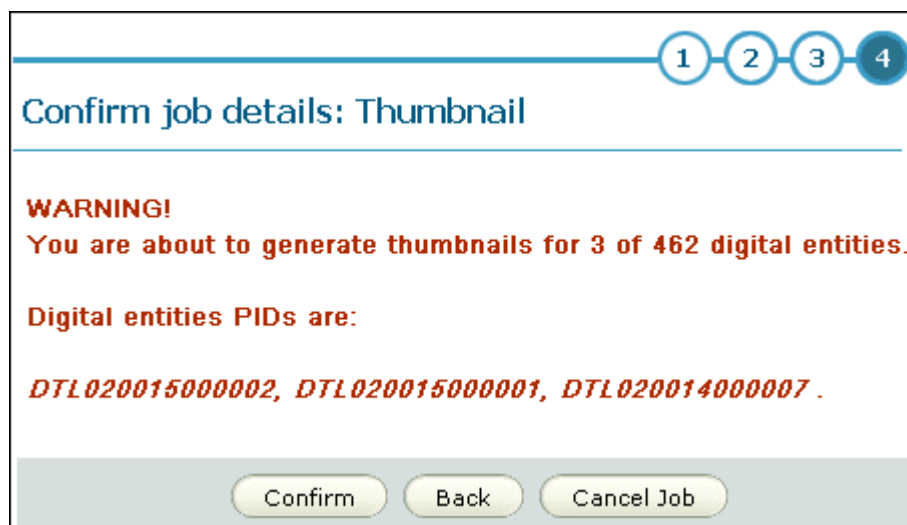 1 2 3 4
Confirm job details: Thumbnail
WARNING!
You are about to generate thumbnails for 3 of 462 digital entities.
Digital entities PIDs are:
DTL020015000002, DTL020015000001, DTL020014000007 .
Confirm Back Cancel Job